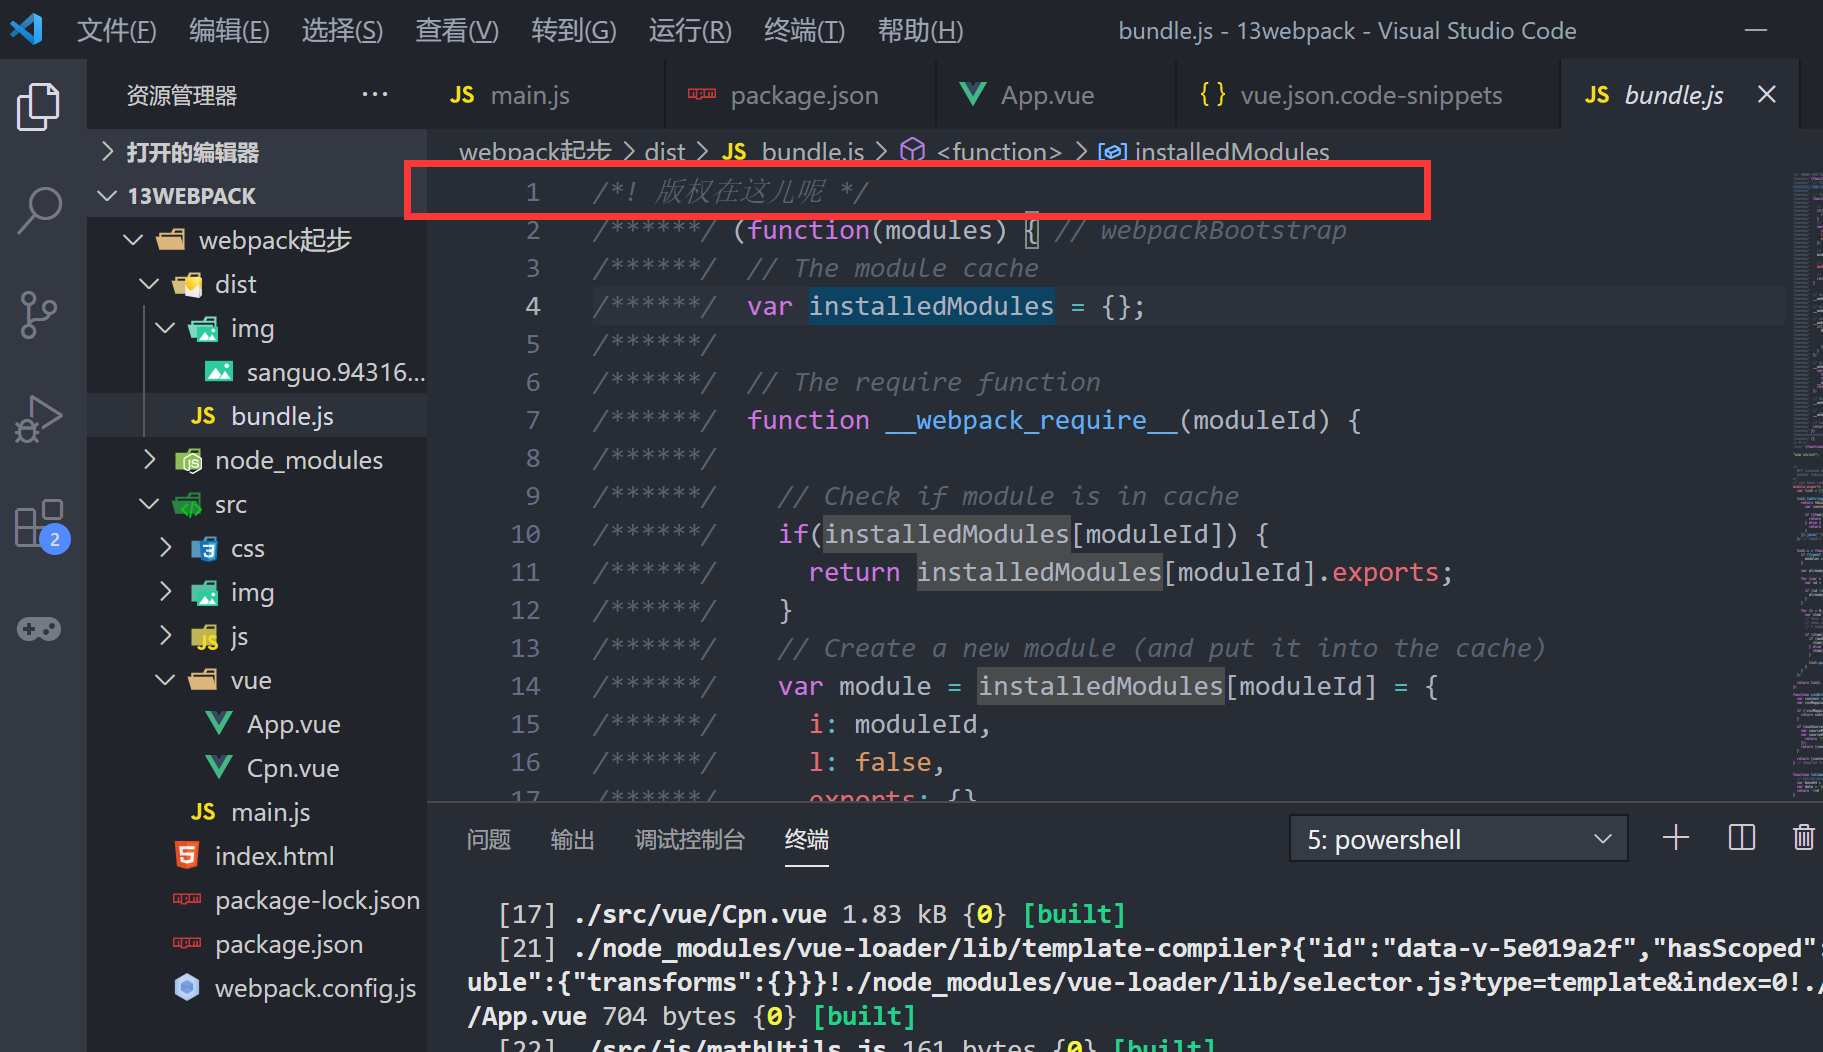 文件(F) 编辑(E) 选择(S) 查看(V) 转到(G) 运行(R) 终端(T) 帮助(H) bundle.js - 13webpack - Visual Studio Code
资源管理器 ···
JS main.js package.json App.vue {} vue.json.code-snippets JS bundle.js
webpack起步 > dist > JS bundle.js > <function> > installedModules
打开的编辑器
13WEBPACK
webpack起步
dist
img
sanguo.94316...
JS bundle.js
node_modules
src
css
img
js
vue
App.vue
Cpn.vue
JS main.js
index.html
package-lock.json
package.json
webpack.config.js
2
1 /*! 版权在这儿呢 */
2 /******/ (function(modules) { // webpackBootstrap
3 /******/ // The module cache
4 /******/ var installedModules = {};
5 /******/
6 /******/ // The require function
7 /******/ function __webpack_require__(moduleId) {
8 /******/
9 /******/ // Check if module is in cache
10 /******/ if(installedModules[moduleId]) {
11 /******/ return installedModules[moduleId].exports;
12 /******/ }
13 /******/ // Create a new module (and put it into the cache)
14 /******/ var module = installedModules[moduleId] = {
15 /******/ i: moduleId,
16 /******/ l: false,
17 /******/ exports: {}
问题 输出 调试控制台 终端 5: powershell
[17] ./src/vue/Cpn.vue 1.83 kB {0} [built]
[21] ./node_modules/vue-loader/lib/template-compiler?{"id":"data-v-5e019a2f","hasScoped":
uble":{"transforms":{}}}!./node_modules/vue-loader/lib/selector.js?type=template&index=0!./
/App.vue 704 bytes {0} [built]
[22] ./src/js/mathUtils.js 161 bytes {0} [built]